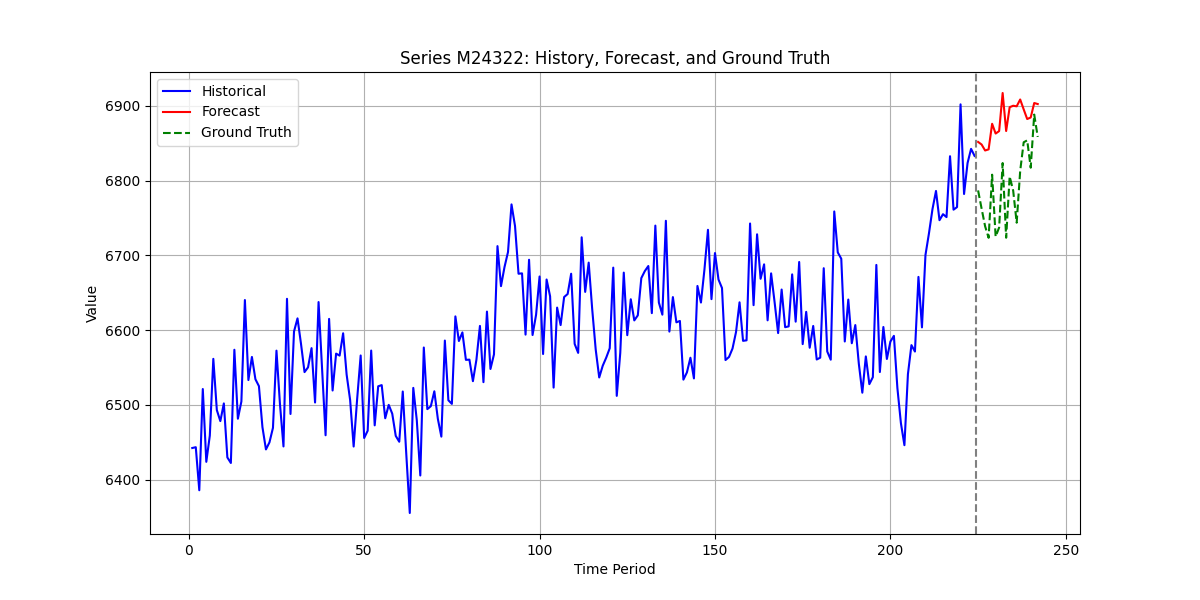 Series M24322: History, Forecast, and Ground Truth
Historical
Forecast
Ground Truth
6900
6800
6700
6600
6500
6400
Value
0 50 100 150 200 250
Time Period